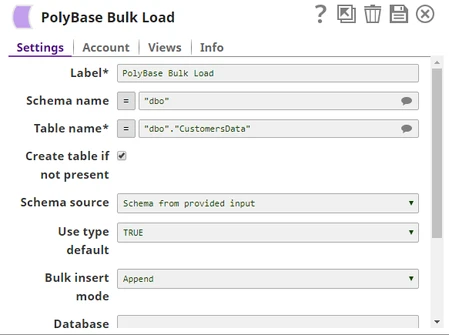 PolyBase Bulk Load
?
Settings Account Views Info
Label* PolyBase Bulk Load
Schema name = "dbo"
Table name* = "dbo"."CustomersData"
Create table if
not present
Schema source Schema from provided input
Use type TRUE
default
Bulk insert Append
mode
Database